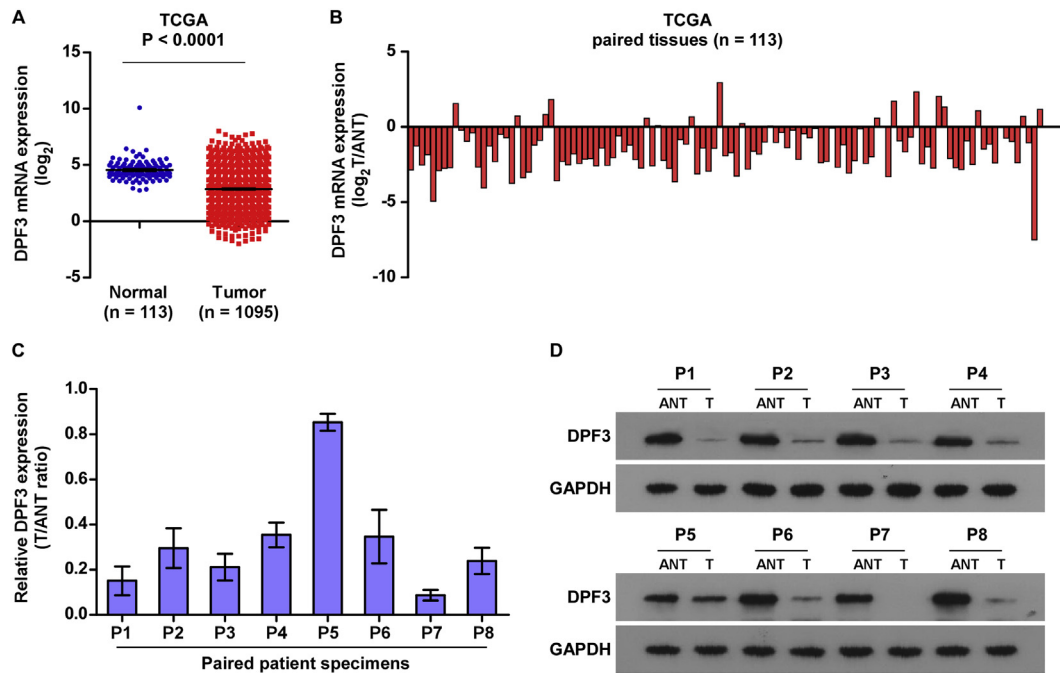 A
TCGA
P < 0.0001
DPF3 mRNA expression
(log2)
15
10
5
0
-5
Normal
(n = 113)
Tumor
(n = 1095)
B
TCGA
paired tissues (n = 113)
DPF3 mRNA expression
(log2T/ANT)
5
0
-5
-10
C
Relative DPF3 expression
(T/ANT ratio)
1.0
0.8
0.6
0.4
0.2
0.0
P1 P2 P3 P4 P5 P6 P7 P8
Paired patient specimens
D
P1 P2 P3 P4
ANT T ANT T ANT T ANT T
DPF3
GAPDH
P5 P6 P7 P8
ANT T ANT T ANT T ANT T
DPF3
GAPDH